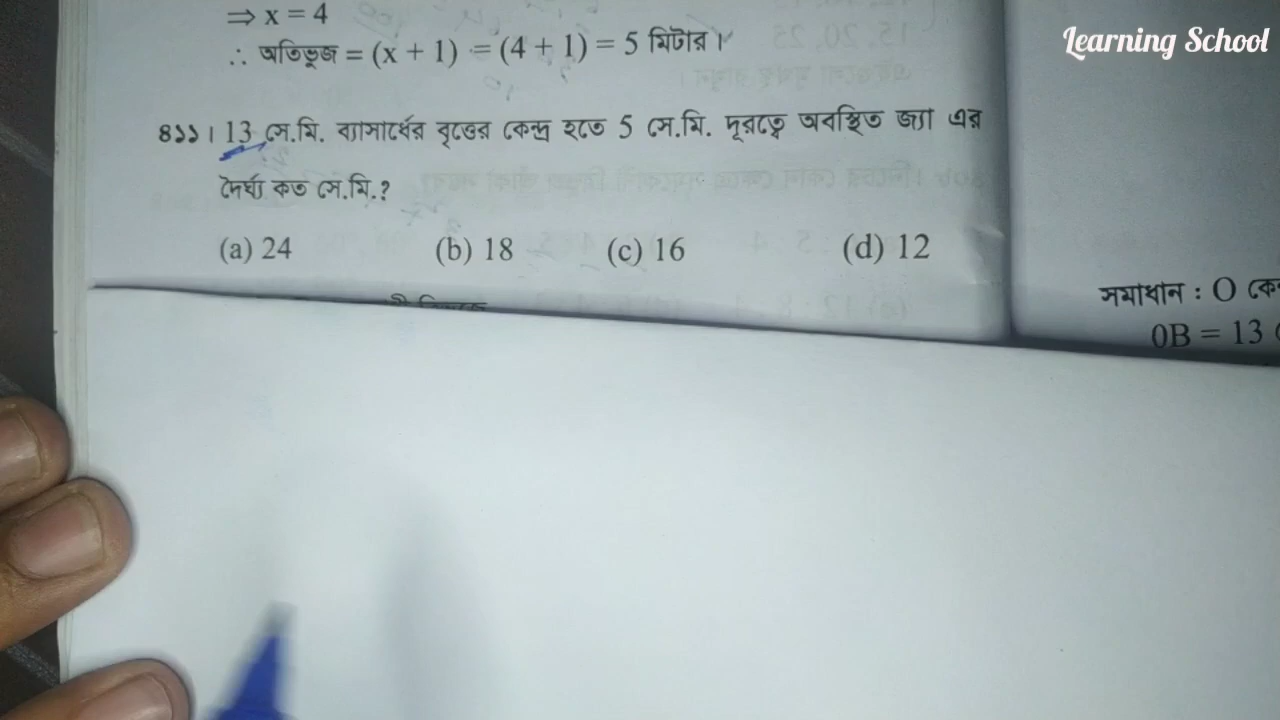 ⇒ x = 4
∴ অতিভূজ = (x + 1) = (4 + 1) = 5 মিটার।
Learning School
৪১১। 13 সে.মি. ব্যাসার্ধের বৃত্তের কেন্দ্র হতে 5 সে.মি. দূরত্বে অবস্থিত জ্যা এর
দৈর্ঘ্য কত সে.মি.?
(a) 24 (b) 18 (c) 16 (d) 12
সমাধান : O
0B = 13